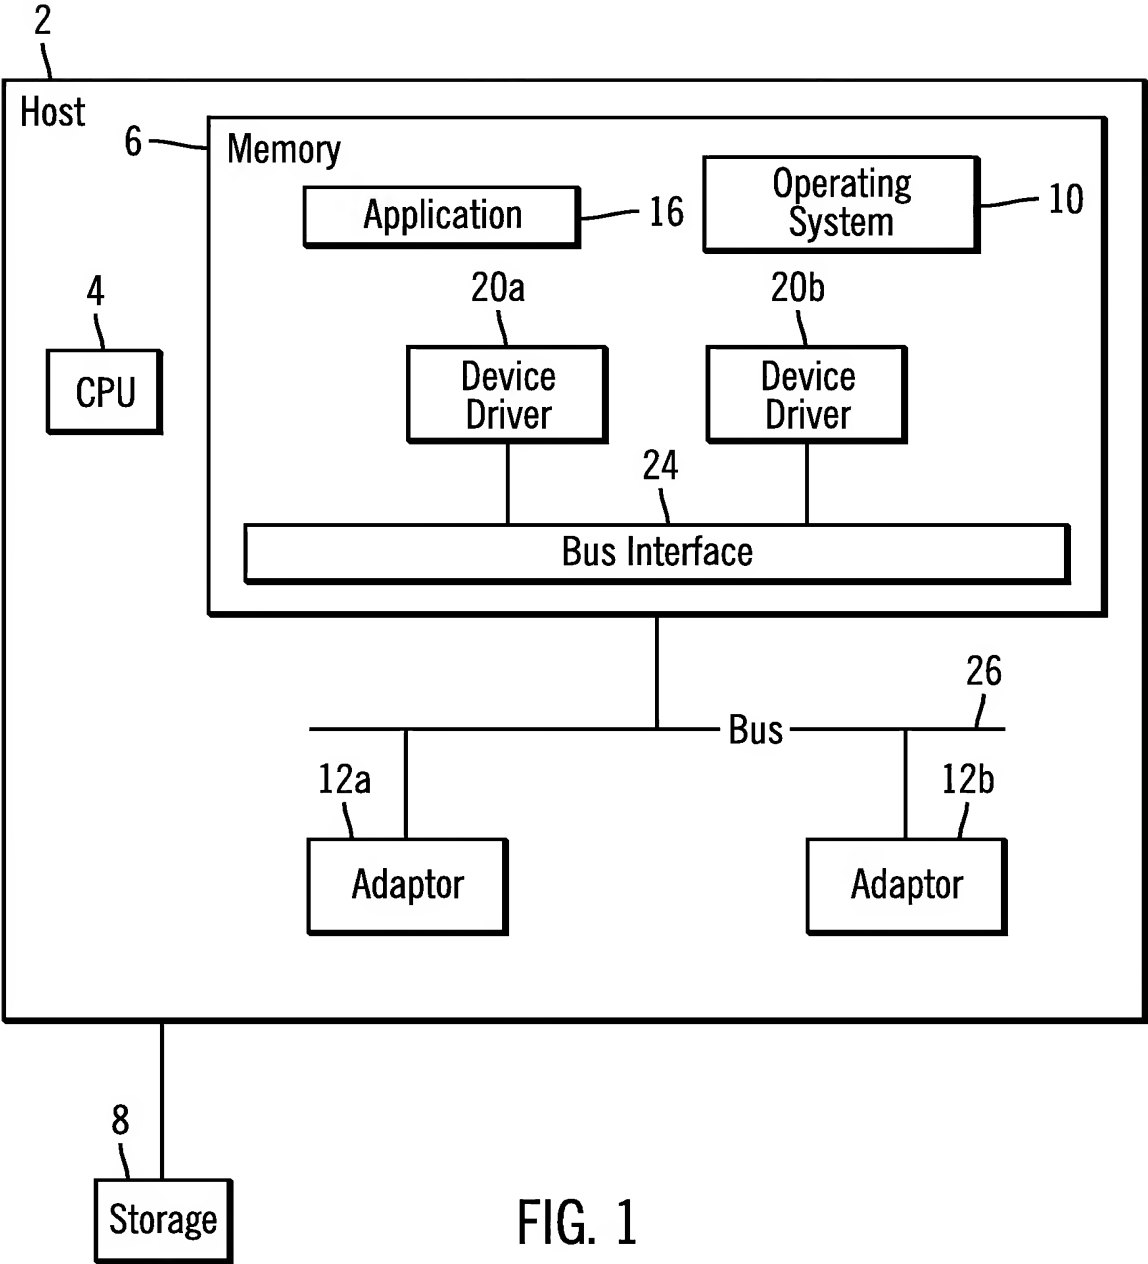 2
Host
6
Memory
Application
16
Operating
System
10
4
CPU
20a
20b
Device
Driver
Device
Driver
24
Bus Interface
26
Bus
12a
12b
Adaptor
Adaptor
8
Storage
FIG. 1